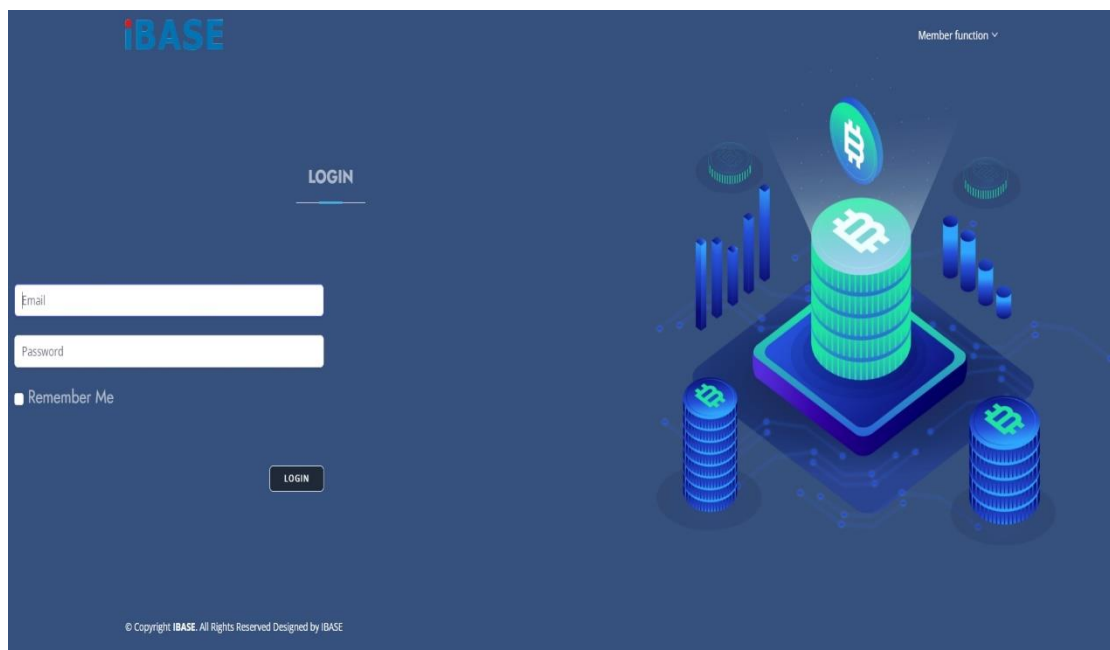 iBASE
Member function
LOGIN
Email
Password
Remember Me
LOGIN
© Copyright IBASE. All Rights Reserved Designed by IBASE